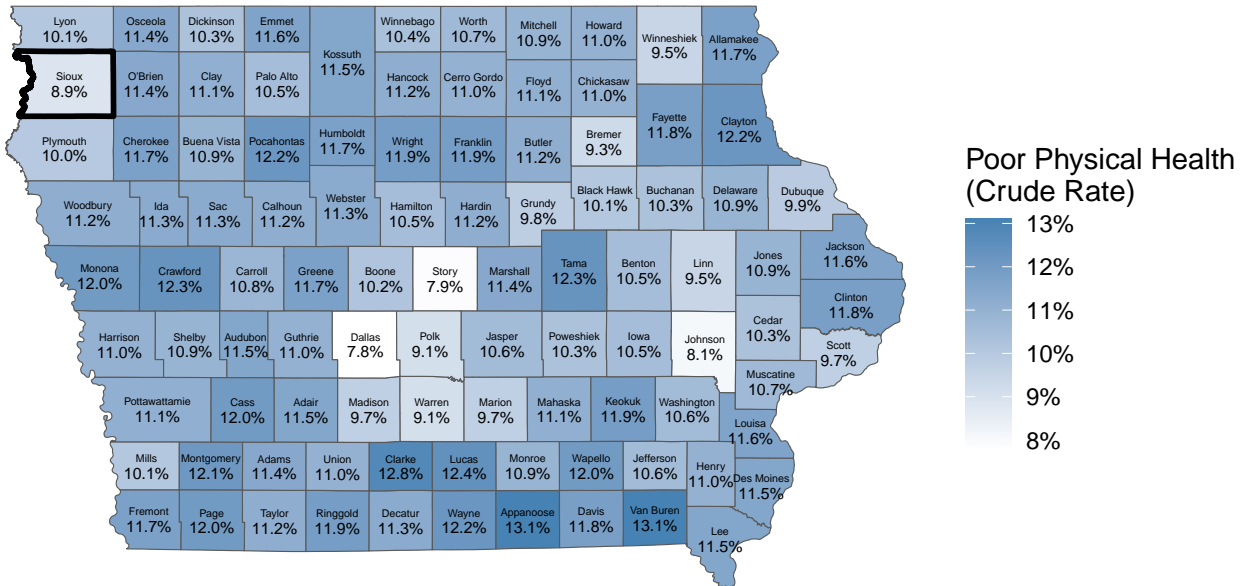 Lyon
10.1%
Osceola
11.4%
Dickinson
10.3%
Emmet
11.6%
Kossuth
11.5%
Winnebago
10.4%
Worth
10.7%
Mitchell
10.9%
Howard
11.0%
Winneshiek
9.5%
Allamakee
11.7%
Sioux
8.9%
O'Brien
11.4%
Clay
11.1%
Palo Alto
10.5%
Hancock
11.2%
Cerro Gordo
11.0%
Floyd
11.1%
Chickasaw
11.0%
Fayette
11.8%
Clayton
12.2%
Plymouth
10.0%
Cherokee
11.7%
Buena Vista
10.9%
Pocahontas
12.2%
Humboldt
11.7%
Wright
11.9%
Franklin
11.9%
Butler
11.2%
Bremer
9.3%
Woodbury
11.2%
Ida
11.3%
Sac
11.3%
Calhoun
11.2%
Webster
11.3%
Hamilton
10.5%
Hardin
11.2%
Grundy
9.8%
Black Hawk
10.1%
Buchanan
10.3%
Delaware
10.9%
Dubuque
9.9%
Monona
12.0%
Crawford
12.3%
Carroll
10.8%
Greene
11.7%
Boone
10.2%
Story
7.9%
Marshall
11.4%
Tama
12.3%
Benton
10.5%
Linn
9.5%
Jones
10.9%
Jackson
11.6%
Clinton
11.8%
Harrison
11.0%
Shelby
10.9%
Audubon
11.5%
Guthrie
11.0%
Dallas
7.8%
Polk
9.1%
Jasper
10.6%
Poweshiek
10.3%
Iowa
10.5%
Johnson
8.1%
Cedar
10.3%
Scott
9.7%
Muscatine
10.7%
Pottawattamie
11.1%
Cass
12.0%
Adair
11.5%
Madison
9.7%
Warren
9.1%
Marion
9.7%
Mahaska
11.1%
Keokuk
11.9%
Washington
10.6%
Louisa
11.6%
Mills
10.1%
Montgomery
12.1%
Adams
11.4%
Union
11.0%
Clarke
12.8%
Lucas
12.4%
Monroe
10.9%
Wapello
12.0%
Jefferson
10.6%
Henry
11.0%
Des Moines
11.5%
Fremont
11.7%
Page
12.0%
Taylor
11.2%
Ringgold
11.9%
Decatur
11.3%
Wayne
12.2%
Appanoose
13.1%
Davis
11.8%
Van Buren
13.1%
Lee
11.5%
Poor Physical Health
(Crude Rate)
13%
12%
11%
10%
9%
8%